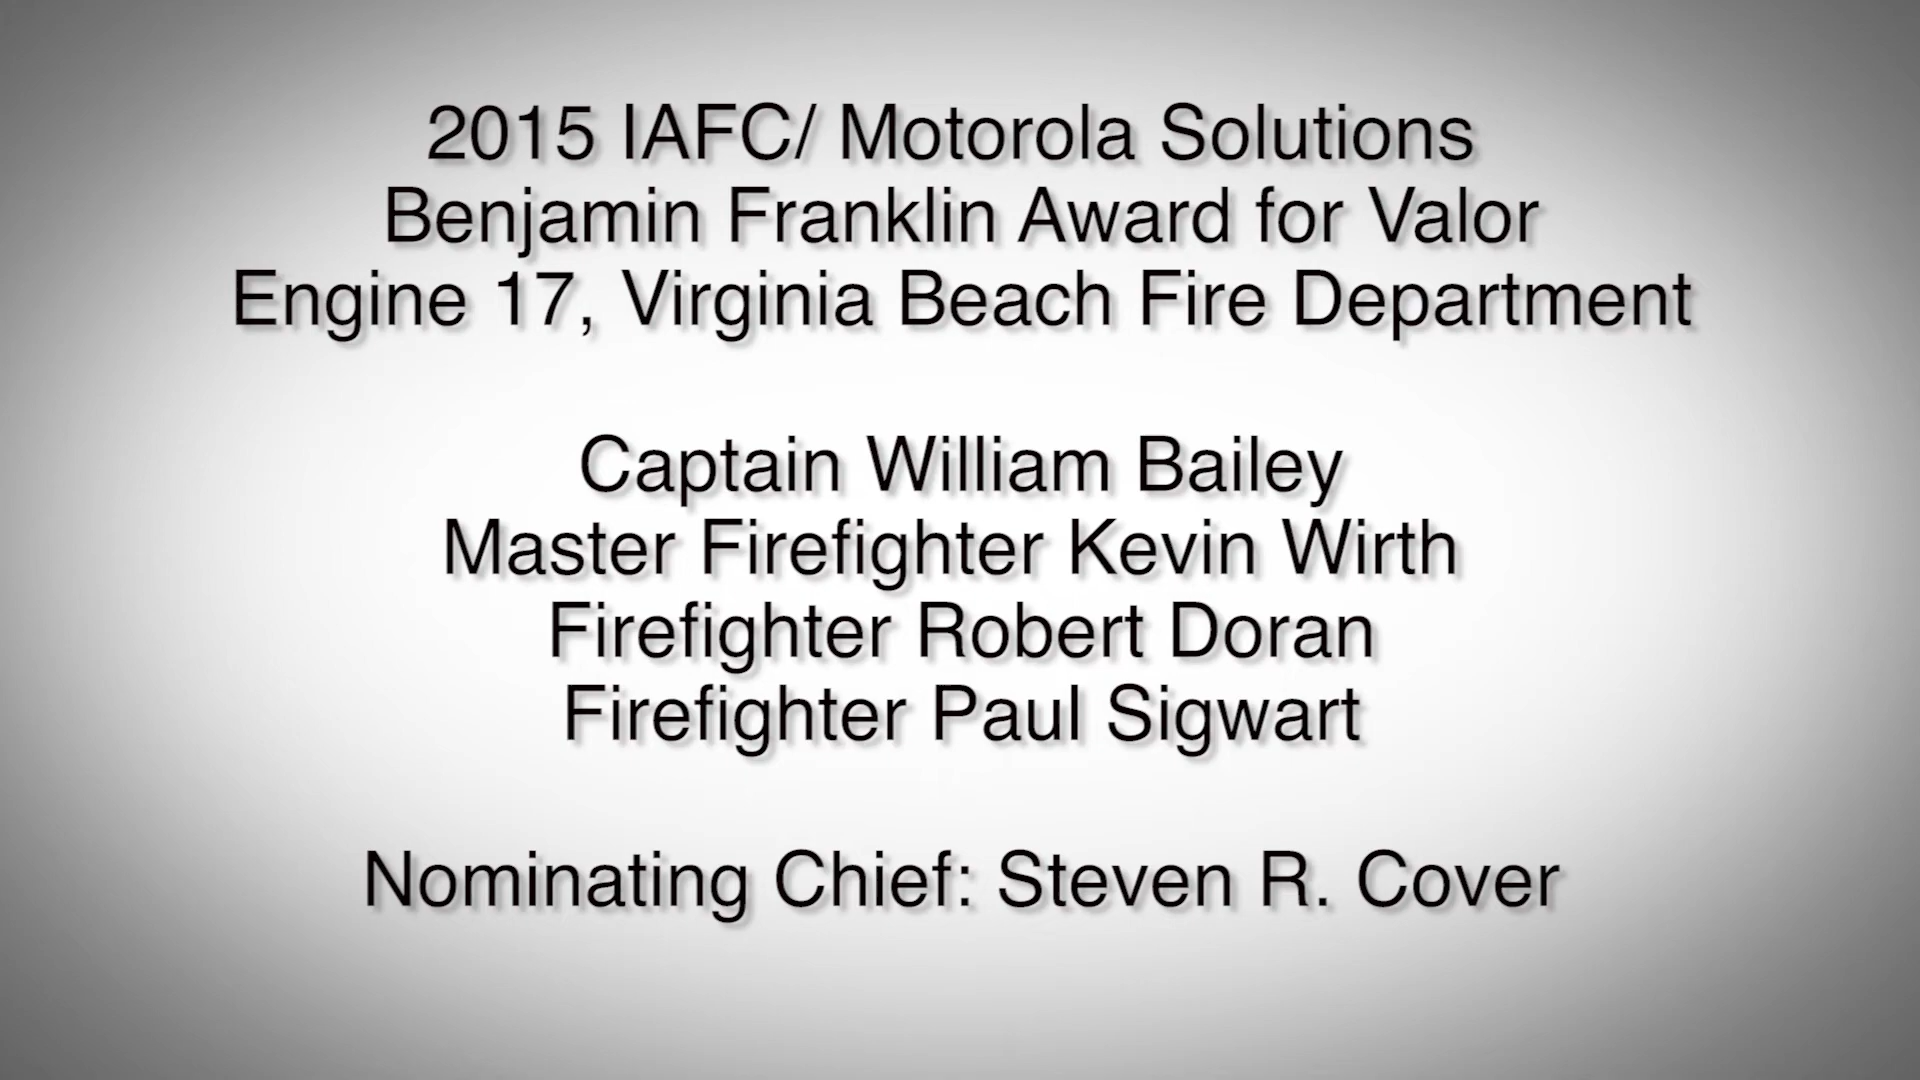 2015 IAFC/ Motorola Solutions
Benjamin Franklin Award for Valor
Engine 17, Virginia Beach Fire Department
Captain William Bailey
Master Firefighter Kevin Wirth
Firefighter Robert Doran
Firefighter Paul Sigwart
Nominating Chief: Steven R. Cover